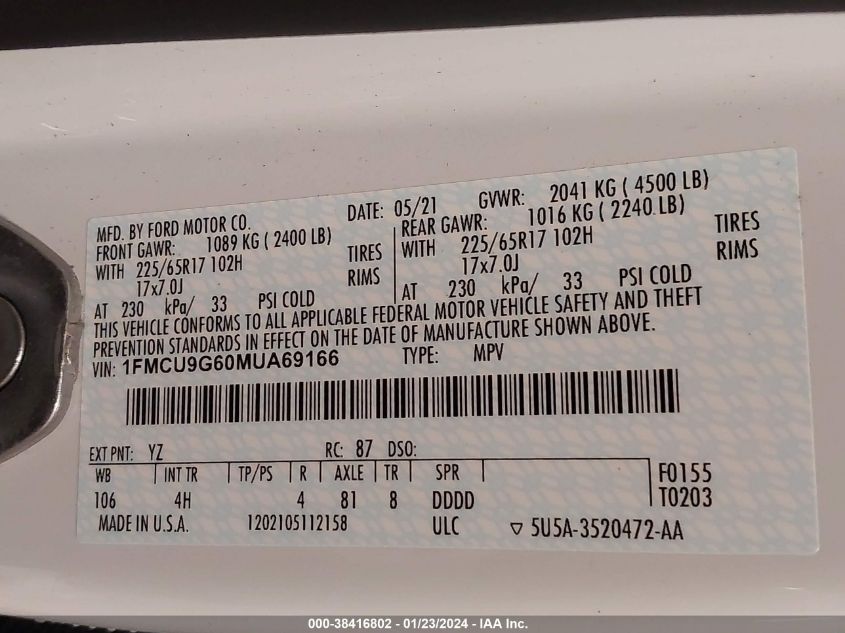 MFD. BY FORD MOTOR CO. DATE: 05/21 GVWR: 2041 KG ( 4500 LB)
FRONT GAWR: 1089 KG ( 2400 LB) REAR GAWR: 1016 KG ( 2240 LB)
WITH 225/65R17 102H TIRES WITH 225/65R17 102H TIRES
17x7.0J RIMS 17x7.0J RIMS
AT 230 kPa/ 33 PSI COLD AT 230 kPa/ 33 PSI COLD
THIS VEHICLE CONFORMS TO ALL APPLICABLE FEDERAL MOTOR VEHICLE SAFETY AND THEFT
PREVENTION STANDARDS IN EFFECT ON THE DATE OF MANUFACTURE SHOWN ABOVE.
VIN: 1FMCU9G60MUA69166 TYPE: MPV
EXT PNT: YZ RC: 87 DSO:
WB INT TR TP/PS R AXLE TR SPR F0155
106 4H 4 81 8 DDDD T0203
MADE IN U.S.A. 1202105112158 ULC ▽ 5U5A-3520472-AA
000-38416802 - 01/23/2024 - IAA Inc.